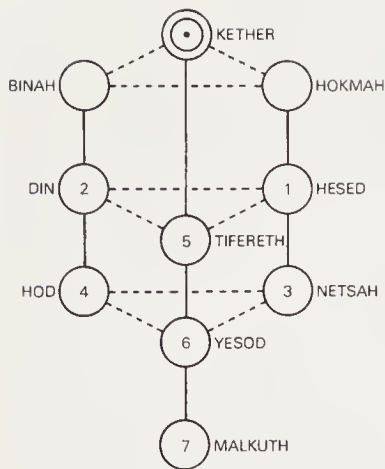 KETHER
BINAH HOKMAH
DIN 2 1 HESED
5 TIFERETH
HOD 4 3 NETSAH
6 YESOD
7 MALKUTH